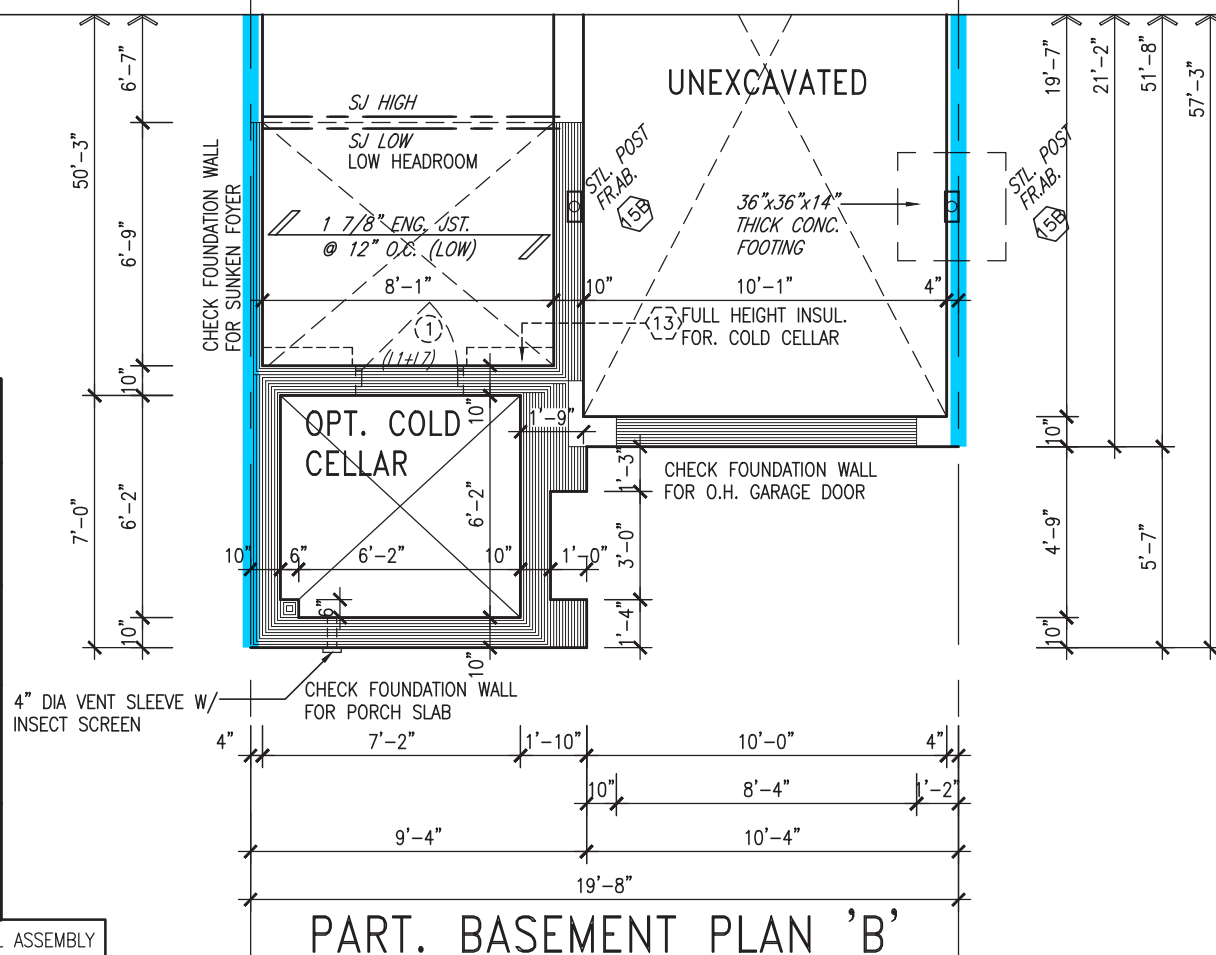 6'-7"
50'-3"
6'-9"
10"
7'-0"
6'-2"
10"
CHECK FOUNDATION WALL
FOR SUNKEN FOYER
SJ HIGH
SJ LOW
LOW HEADROOM
1 7/8" ENG. JST.
@ 12" O.C. (LOW)
8'-1"
10"
10'-1"
4"
1
(L1+L7)
UNEXCAVATED
STL. POST
FR.AB.
15B
36"x36"x14"
THICK CONC.
FOOTING
STL. POST
FR.AB.
15B
13
FULL HEIGHT INSUL.
FOR. COLD CELLAR
19'-7"
21'-2"
51'-8"
57'-3"
10"
4'-9"
5'-7"
10"
OPT. COLD
CELLAR
10"
1'-9"
6'-2"
1'-3"
3'-0"
1'-4"
CHECK FOUNDATION WALL
FOR O.H. GARAGE DOOR
10"
6"
6'-2"
10"
1'-0"
6"
10"
4" DIA VENT SLEEVE W/
INSECT SCREEN
CHECK FOUNDATION WALL
FOR PORCH SLAB
4"
7'-2"
1'-10"
10'-0"
4"
10"
8'-4"
1'-2"
9'-4"
10'-4"
19'-8"
PART. BASEMENT PLAN 'B'
ASSEMBLY